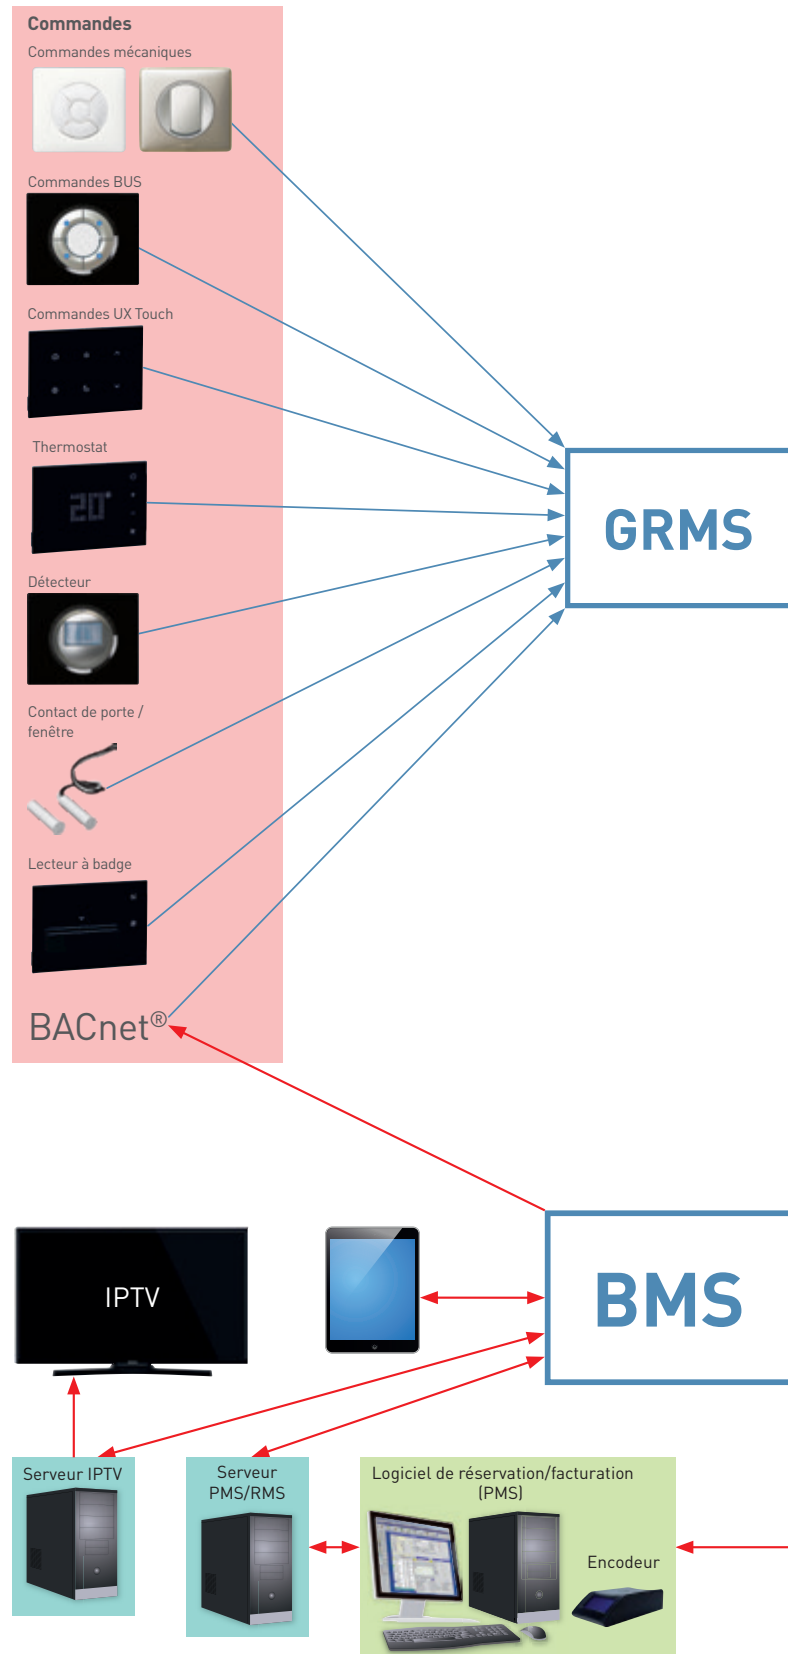 Commandes
Commandes mécaniques
Commandes BUS
Commandes UX Touch
Thermostat
20°
Détecteur
Contact de porte /
fenêtre
Lecteur à badge
BACnet®
GRMS
IPTV
BMS
Serveur IPTV
Serveur
PMS/RMS
Logiciel de réservation/facturation
(PMS)
Encodeur